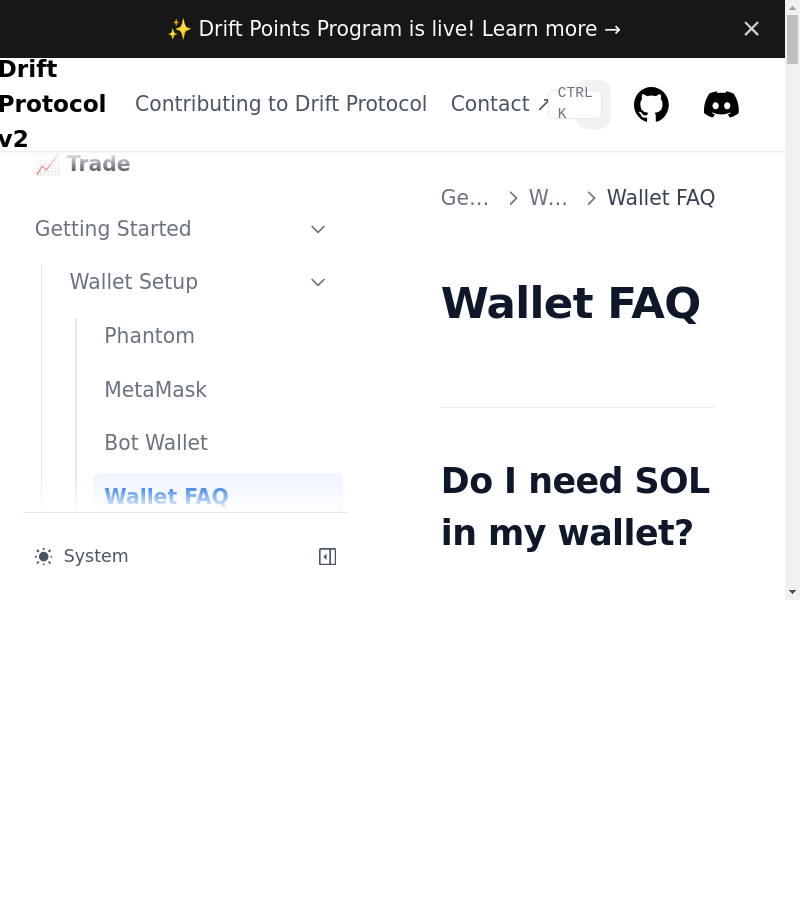 ✨ Drift Points Program is live! Learn more →
Drift
Protocol
v2
Contributing to Drift Protocol
Contact ↗
CTRL
K
📈 Trade
Getting Started
Wallet Setup
Phantom
MetaMask
Bot Wallet
Wallet FAQ
System
Ge… > W… > Wallet FAQ
Wallet FAQ
Do I need SOL
in my wallet?